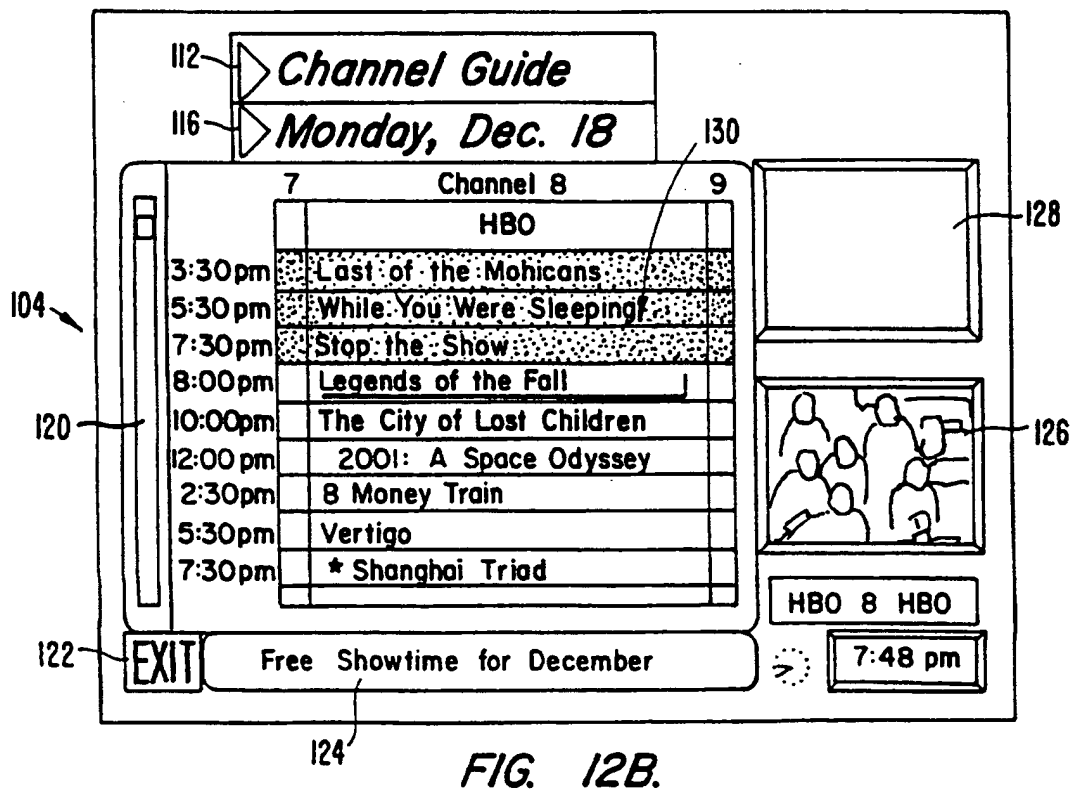 112
Channel Guide
116
Monday, Dec. 18
130
7 Channel 8 9
HBO
128
3:30pm Last of the Mohicans
5:30pm While You Were Sleeping
104
7:30pm Stop the Show
8:00pm Legends of the Fall
120
10:00pm The City of Lost Children
126
12:00 pm 2001: A Space Odyssey
2:30pm 8 Money Train
5:30pm Vertigo
7:30pm * Shanghai Triad
HBO 8 HBO
122
EXIT
Free Showtime for December
7:48 pm
124
FIG. 12B.